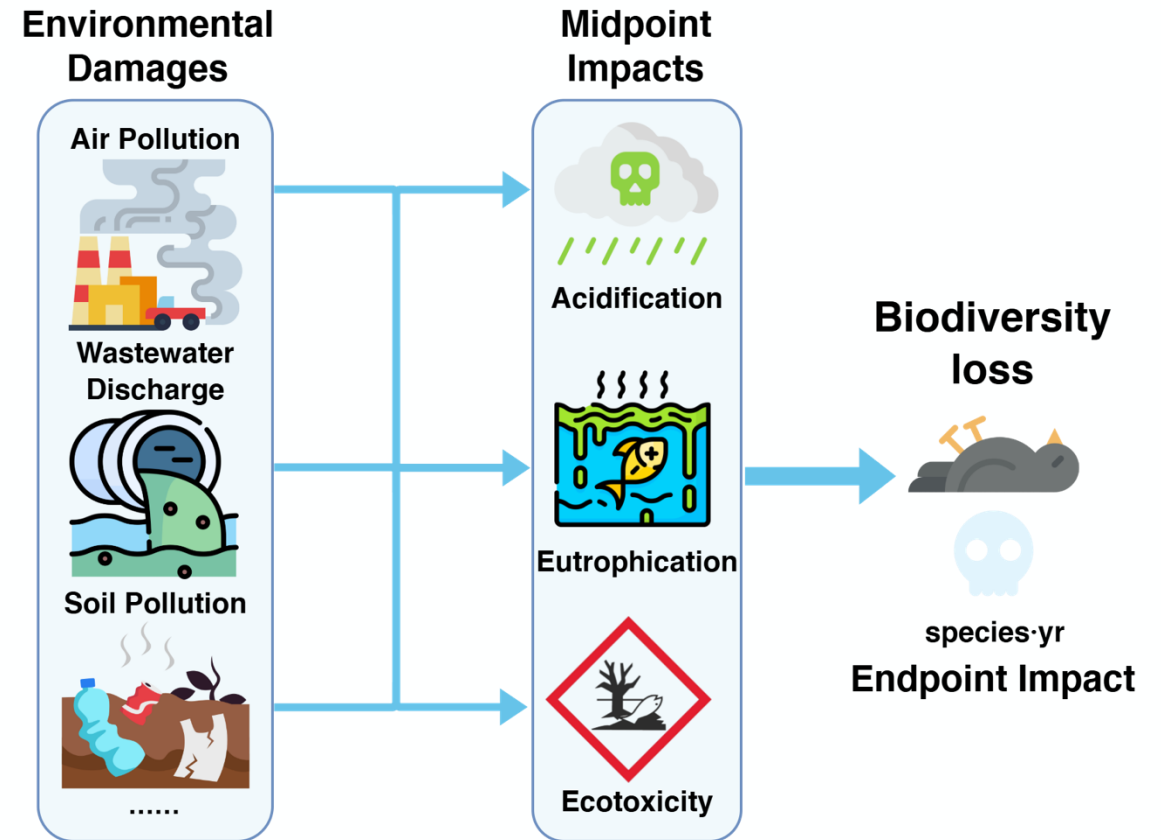 Environmental
Damages
Air Pollution
Wastewater
Discharge
Soil Pollution
......
Midpoint
Impacts
Acidification
Eutrophication
Ecotoxicity
Biodiversity
loss
species·yr
Endpoint Impact